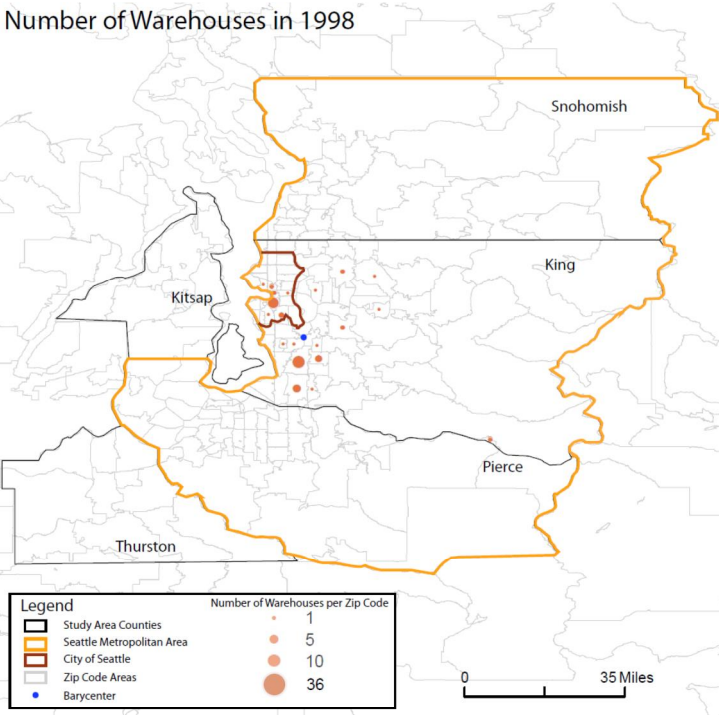 Number of Warehouses in 1998
Snohomish
King
Kitsap
Pierce
Thurston
Legend
Study Area Counties
Seattle Metropolitan Area
City of Seattle
Zip Code Areas
Barycenter
Number of Warehouses per Zip Code
1
5
10
36
0
35 Miles